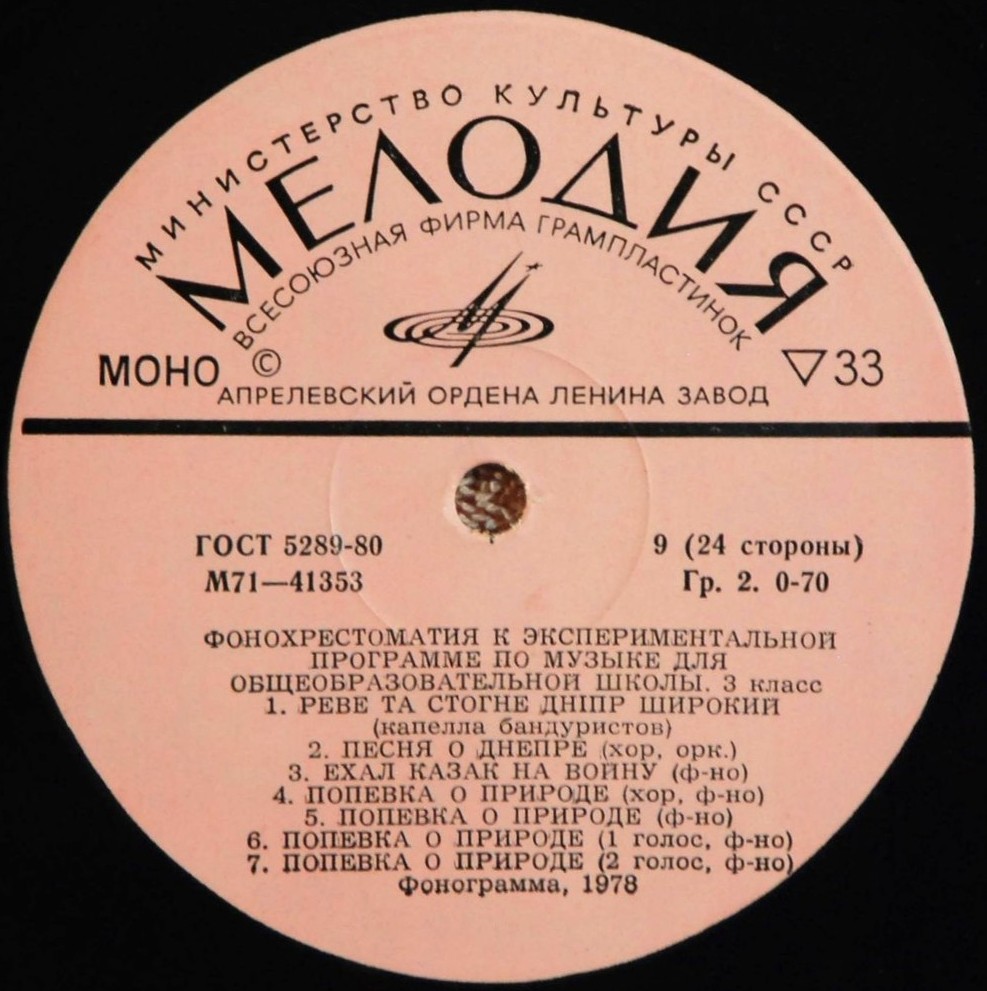 МИНИСТЕРСТВО КУЛЬТУРЫ СССР
МЕЛОДИЯ
ВСЕСОЮЗНАЯ ФИРМА ГРАМПЛАСТИНОК
МОНО © ▽33
АПРЕЛЕВСКИЙ ОРДЕНА ЛЕНИНА ЗАВОД
ГОСТ 5289-80 9 (24 стороны)
М71—41353 Гр. 2. 0-70
ФОНОХРЕСТОМАТИЯ К ЭКСПЕРИМЕНТАЛЬНОЙ
ПРОГРАММЕ ПО МУЗЫКЕ ДЛЯ
ОБЩЕОБРАЗОВАТЕЛЬНОЙ ШКОЛЫ. 3 класс
1. РЕВЕ ТА СТОГНЕ ДНІПР ШИРОКИЙ
(капелла бандуристов)
2. ПЕСНЯ О ДНЕПРЕ (хор, орк.)
3. ЕХАЛ КАЗАК НА ВОЙНУ (ф-но)
4. ПОПЕВКА О ПРИРОДЕ (хор, ф-но)
5. ПОПЕВКА О ПРИРОДЕ (ф-но)
6. ПОПЕВКА О ПРИРОДЕ (1 голос, ф-но)
7. ПОПЕВКА О ПРИРОДЕ (2 голос, ф-но)
Фонограмма, 1978